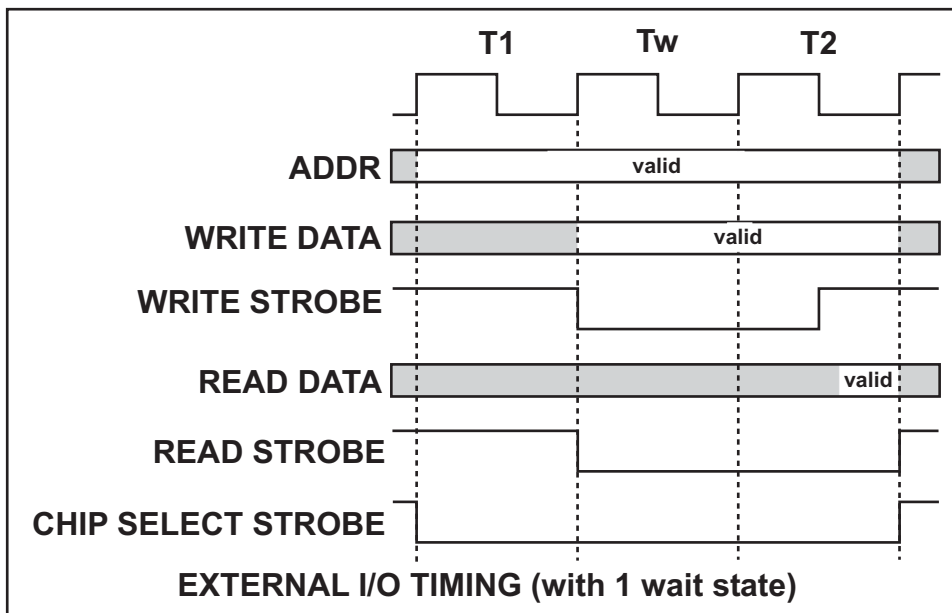 T1 Tw T2
ADDR valid
WRITE DATA valid
WRITE STROBE
READ DATA valid
READ STROBE
CHIP SELECT STROBE
EXTERNAL I/O TIMING (with 1 wait state)